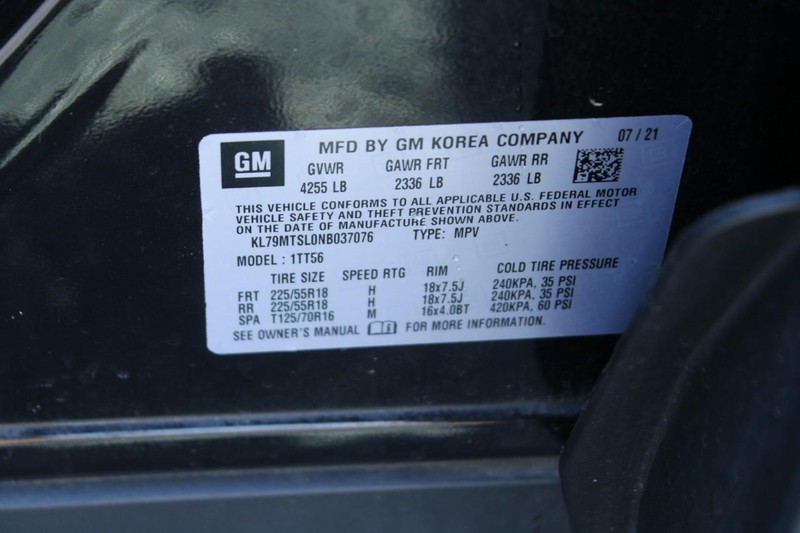 GM MFD BY GM KOREA COMPANY 07 / 21
GVWR GAWR FRT GAWR RR
4255 LB 2336 LB 2336 LB
THIS VEHICLE CONFORMS TO ALL APPLICABLE U.S. FEDERAL MOTOR
VEHICLE SAFETY AND THEFT PREVENTION STANDARDS IN EFFECT
ON THE DATE OF MANUFACTURE SHOWN ABOVE.
KL79MTSL0NB037076 TYPE: MPV
MODEL : 1TT56
TIRE SIZE SPEED RTG RIM COLD TIRE PRESSURE
FRT 225/55R18 H 18x7.5J 240KPA, 35 PSI
RR 225/55R18 H 18x7.5J 240KPA, 35 PSI
SPA T125/70R16 M 16x4.0BT 420KPA, 60 PSI
SEE OWNER'S MANUAL FOR MORE INFORMATION.